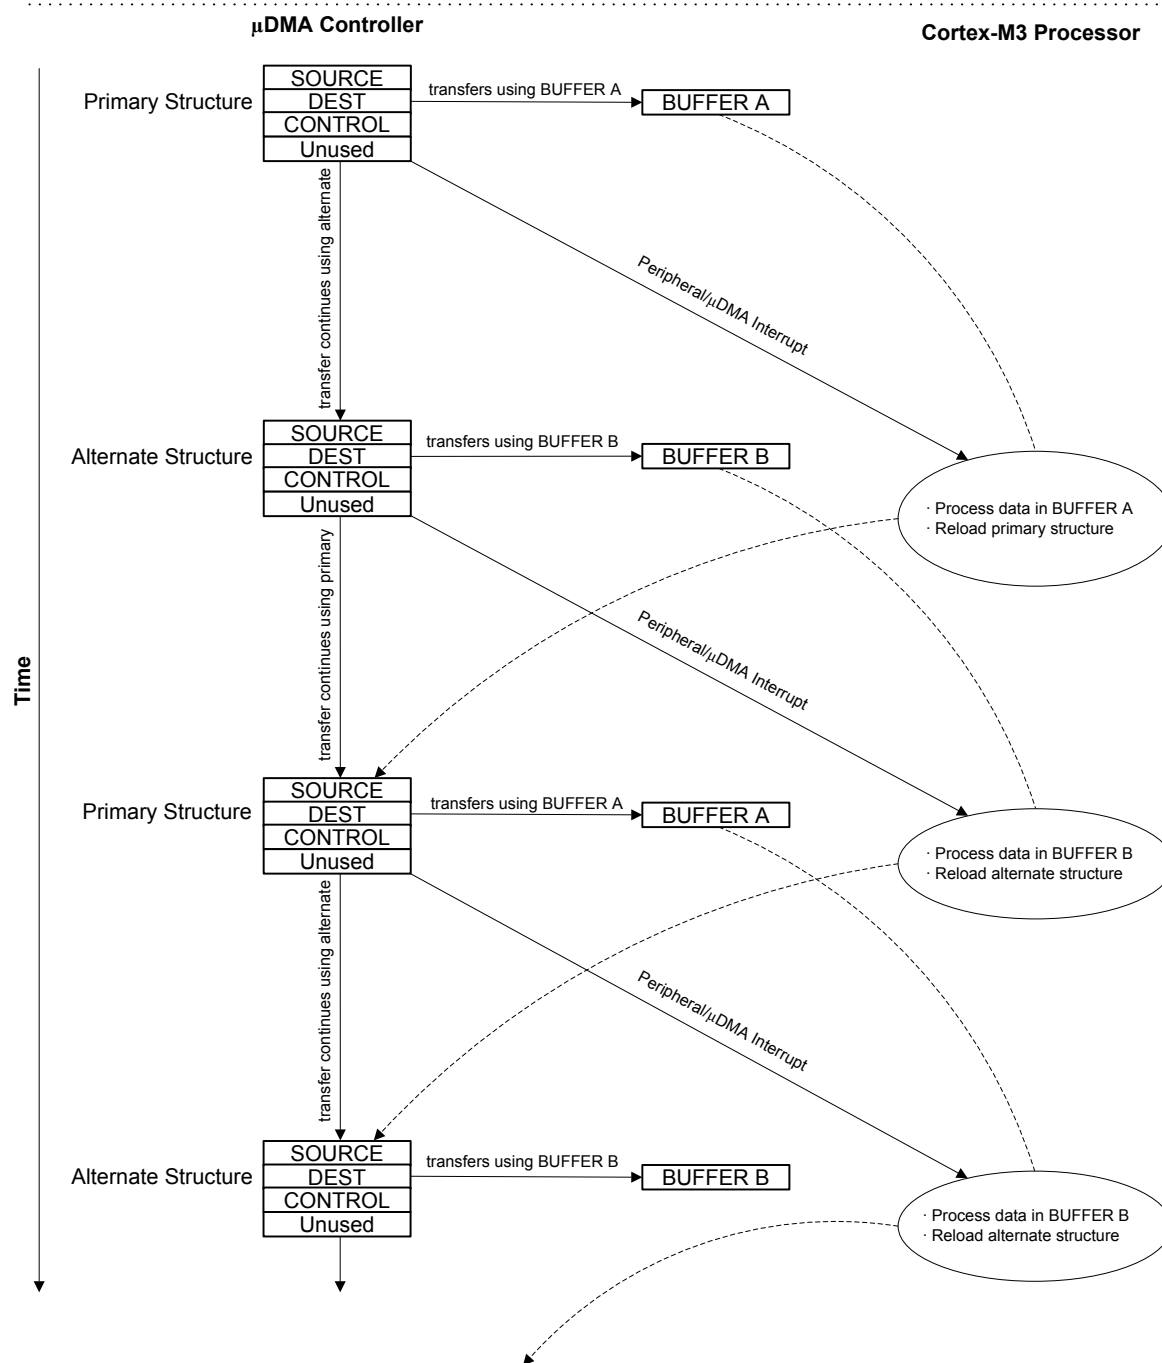 µDMA Controller
Cortex-M3 Processor
Primary Structure
SOURCE
DEST
CONTROL
Unused
transfers using BUFFER A
BUFFER A
transfer continues using alternate
Peripheral/µDMA Interrupt
Alternate Structure
SOURCE
DEST
CONTROL
Unused
transfers using BUFFER B
BUFFER B
· Process data in BUFFER A
· Reload primary structure
transfer continues using primary
Peripheral/µDMA Interrupt
Time
Primary Structure
SOURCE
DEST
CONTROL
Unused
transfers using BUFFER A
BUFFER A
· Process data in BUFFER B
· Reload alternate structure
transfer continues using alternate
Peripheral/µDMA Interrupt
Alternate Structure
SOURCE
DEST
CONTROL
Unused
transfers using BUFFER B
BUFFER B
· Process data in BUFFER B
· Reload alternate structure